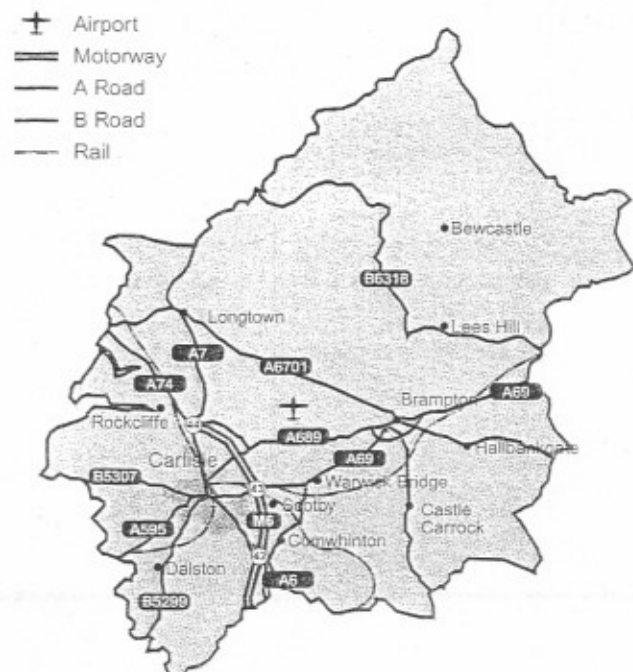 Airport
Motorway
A Road
B Road
Rail
Bewcastle
B6318
Longtown
Lees Hill
A7
A6701
A74
Brampton
A69
Rockcliffe
44
A689
Hallbankgate
Carlisle
A69
B5307
Warwick Bridge
43
Scotby
Castle
Carrock
M6
A595
Cumwhinton
42
Dalston
A6
B5299